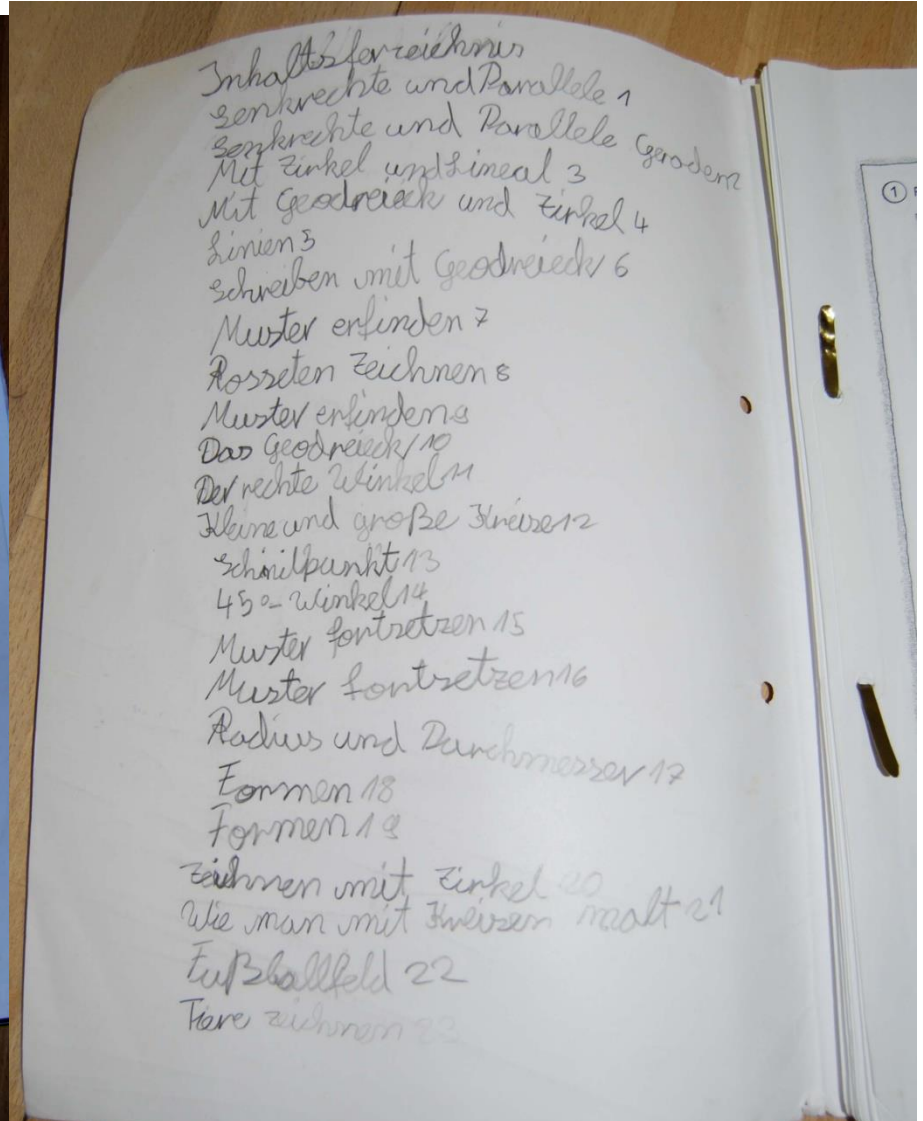 Inhaltsferzeichnis
Senkrechte und Parallele 1
Senkrechte und Parallele Geraden 2
Mit Zirkel und Lineal 3
Mit Geodreieck und Zirkel 4
Linien 5
Schreiben mit Geodreieck 6
Muster erfinden 7
Rosseten Zeichnen 8
Muster erfinden 9
Das Geodreieck 10
Der rechte Winkel 11
Kleine und große Kreise 12
Schnilpunkt 13
45°-Winkel 14
Muster fortsetzen 15
Muster fortsetzen 16
Radius und Durchmesser 17
Formen 18
Formen 19
Zeichnen mit Zirkel 20
Wie man mit Kreisen malt 21
Fußballfeld 22
Tiere zeichnen 23
1